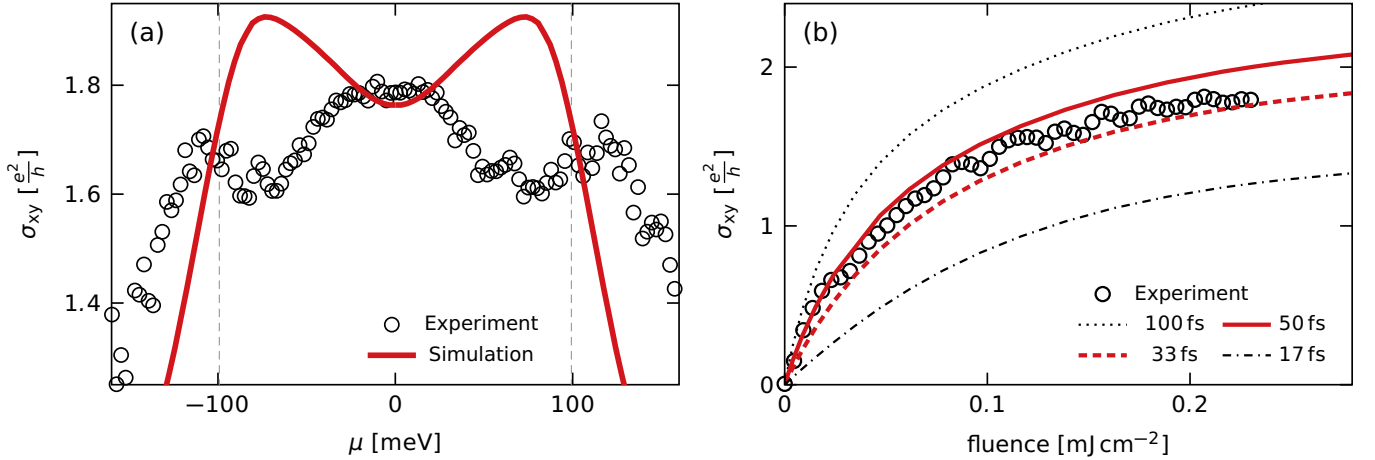 (a)
1.8
1.6
1.4
σxy [e²/h]
−100
0
100
μ [meV]
Experiment
Simulation
(b)
2
1
0
σxy [e²/h]
0
0.1
0.2
fluence [mJ cm⁻²]
Experiment
100 fs
50 fs
33 fs
17 fs